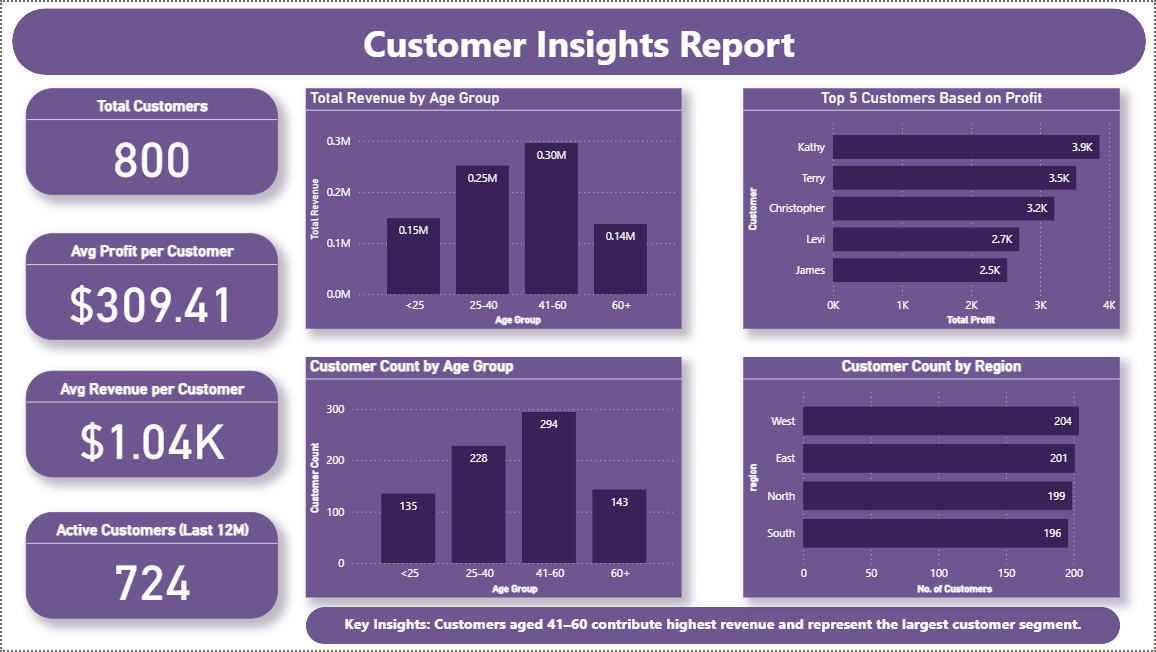 Customer Insights Report
Total Customers
800
Avg Profit per Customer
$309.41
Avg Revenue per Customer
$1.04K
Active Customers (Last 12M)
724
Total Revenue by Age Group
Total Revenue
0.3M
0.2M
0.1M
0.0M
0.15M
0.25M
0.30M
0.14M
<25
25-40
41-60
60+
Age Group
Top 5 Customers Based on Profit
Customer
Kathy
3.9K
Terry
3.5K
Christopher
3.2K
Levi
2.7K
James
2.5K
0K
1K
2K
3K
4K
Total Profit
Customer Count by Age Group
Customer Count
300
200
100
0
135
228
294
143
<25
25-40
41-60
60+
Age Group
Customer Count by Region
region
West
204
East
201
North
199
South
196
0
50
100
150
200
No. of Customers
Key Insights: Customers aged 41–60 contribute highest revenue and represent the largest customer segment.